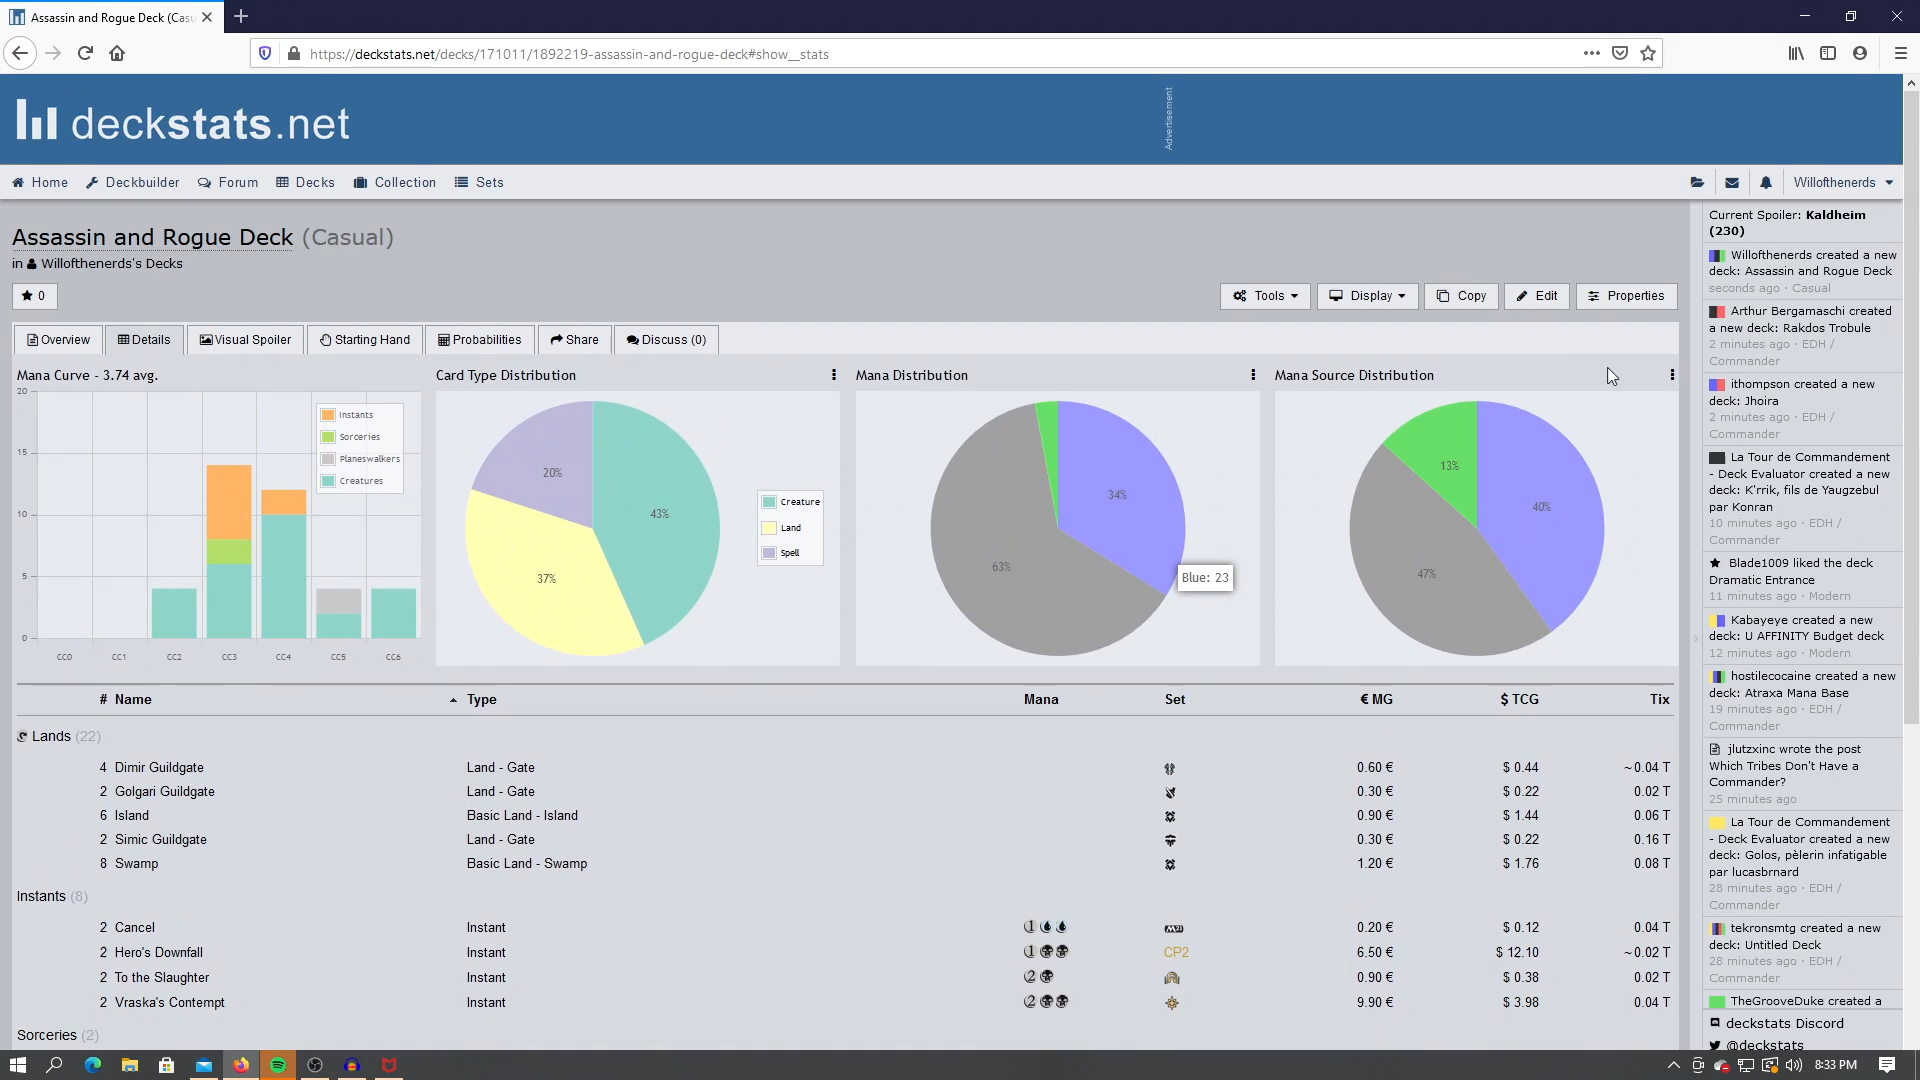 Assassin and Rogue Deck (Casu
https://deckstats.net/decks/171011/1892219-assassin-and-rogue-deck#show__stats
deckstats.net
Advertisement
Home Deckbuilder Forum Decks Collection Sets
Willofthenerds
Assassin and Rogue Deck (Casual)
in Willofthenerds's Decks
0
Tools Display Copy Edit Properties
Overview Details Visual Spoiler Starting Hand Probabilities Share Discuss (0)
Mana Curve - 3.74 avg.
20
15
10
5
0
CC0 CC1 CC2 CC3 CC4 CC5 CC6
Instants
Sorceries
Planeswalkers
Creatures
Card Type Distribution
20%
43%
37%
Creature
Land
Spell
Mana Distribution
34%
63%
Blue: 23
Mana Source Distribution
13%
40%
47%
# Name Type Mana Set € MG $ TCG Tix
Lands (22)
4 Dimir Guildgate Land - Gate 0.60 € $ 0.44 ~0.04 T
2 Golgari Guildgate Land - Gate 0.30 € $ 0.22 0.02 T
6 Island Basic Land - Island 0.90 € $ 1.44 0.06 T
2 Simic Guildgate Land - Gate 0.30 € $ 0.22 0.16 T
8 Swamp Basic Land - Swamp 1.20 € $ 1.76 0.08 T
Instants (8)
2 Cancel Instant 1 M21 0.20 € $ 0.12 0.04 T
2 Hero's Downfall Instant 1 CP2 6.50 € $ 12.10 ~0.02 T
2 To the Slaughter Instant 2 0.90 € $ 0.38 0.02 T
2 Vraska's Contempt Instant 2 9.90 € $ 3.98 0.04 T
Sorceries (2)
Current Spoiler: Kaldheim
(230)
Willofthenerds created a new
deck: Assassin and Rogue Deck
seconds ago · Casual
Arthur Bergamaschi created
a new deck: Rakdos Trobule
2 minutes ago · EDH /
Commander
ithompson created a new
deck: Jhoira
2 minutes ago · EDH /
Commander
La Tour de Commandement
- Deck Evaluator created a new
deck: K'rrik, fils de Yaugzebul
par Konran
10 minutes ago · EDH /
Commander
Blade1009 liked the deck
Dramatic Entrance
11 minutes ago · Modern
Kabayeye created a new
deck: U AFFINITY Budget deck
12 minutes ago · Modern
hostilecocaine created a new
deck: Atraxa Mana Base
19 minutes ago · EDH /
Commander
jlutzxinc wrote the post
Which Tribes Don't Have a
Commander?
25 minutes ago
La Tour de Commandement
- Deck Evaluator created a new
deck: Golos, pèlerin infatigable
par lucasbrnard
28 minutes ago · EDH /
Commander
tekronsmtg created a new
deck: Untitled Deck
28 minutes ago · EDH /
Commander
TheGrooveDuke created a
deckstats Discord
@deckstats
8:33 PM